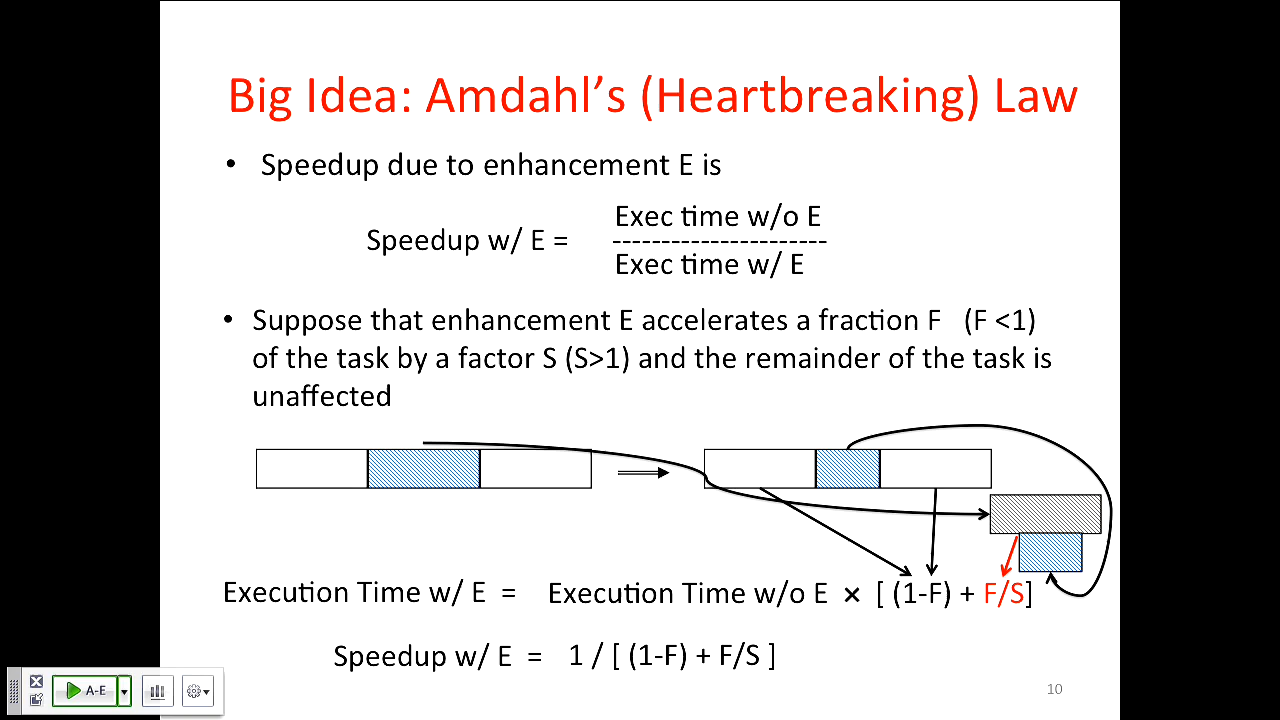 Big Idea: Amdahl’s (Heartbreaking) Law
• Speedup due to enhancement E is
Exec time w/o E
Speedup w/ E = ----------------------
Exec time w/ E
• Suppose that enhancement E accelerates a fraction F (F <1)
of the task by a factor S (S>1) and the remainder of the task is
unaffected
Execution Time w/ E = Execution Time w/o E × [ (1-F) + F/S]
Speedup w/ E = 1 / [ (1-F) + F/S ]
A-E
10